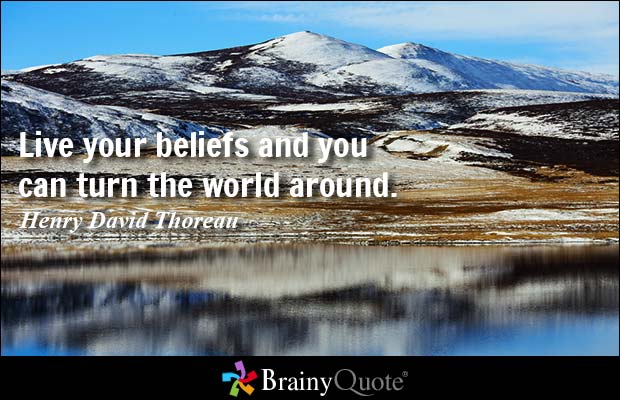 Live your beliefs and you
can turn the world around.
Henry David Thoreau
BrainyQuote®